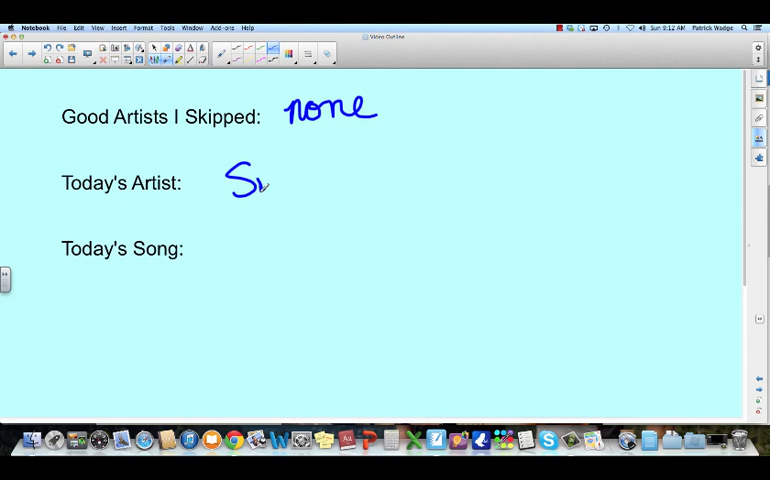 Notebook File Edit View Insert Format Tools Window Add-ons Help Sun 9:12 AM Patrick Wadge
Video Outline
Good Artists I Skipped: none
Today's Artist:
Today's Song: